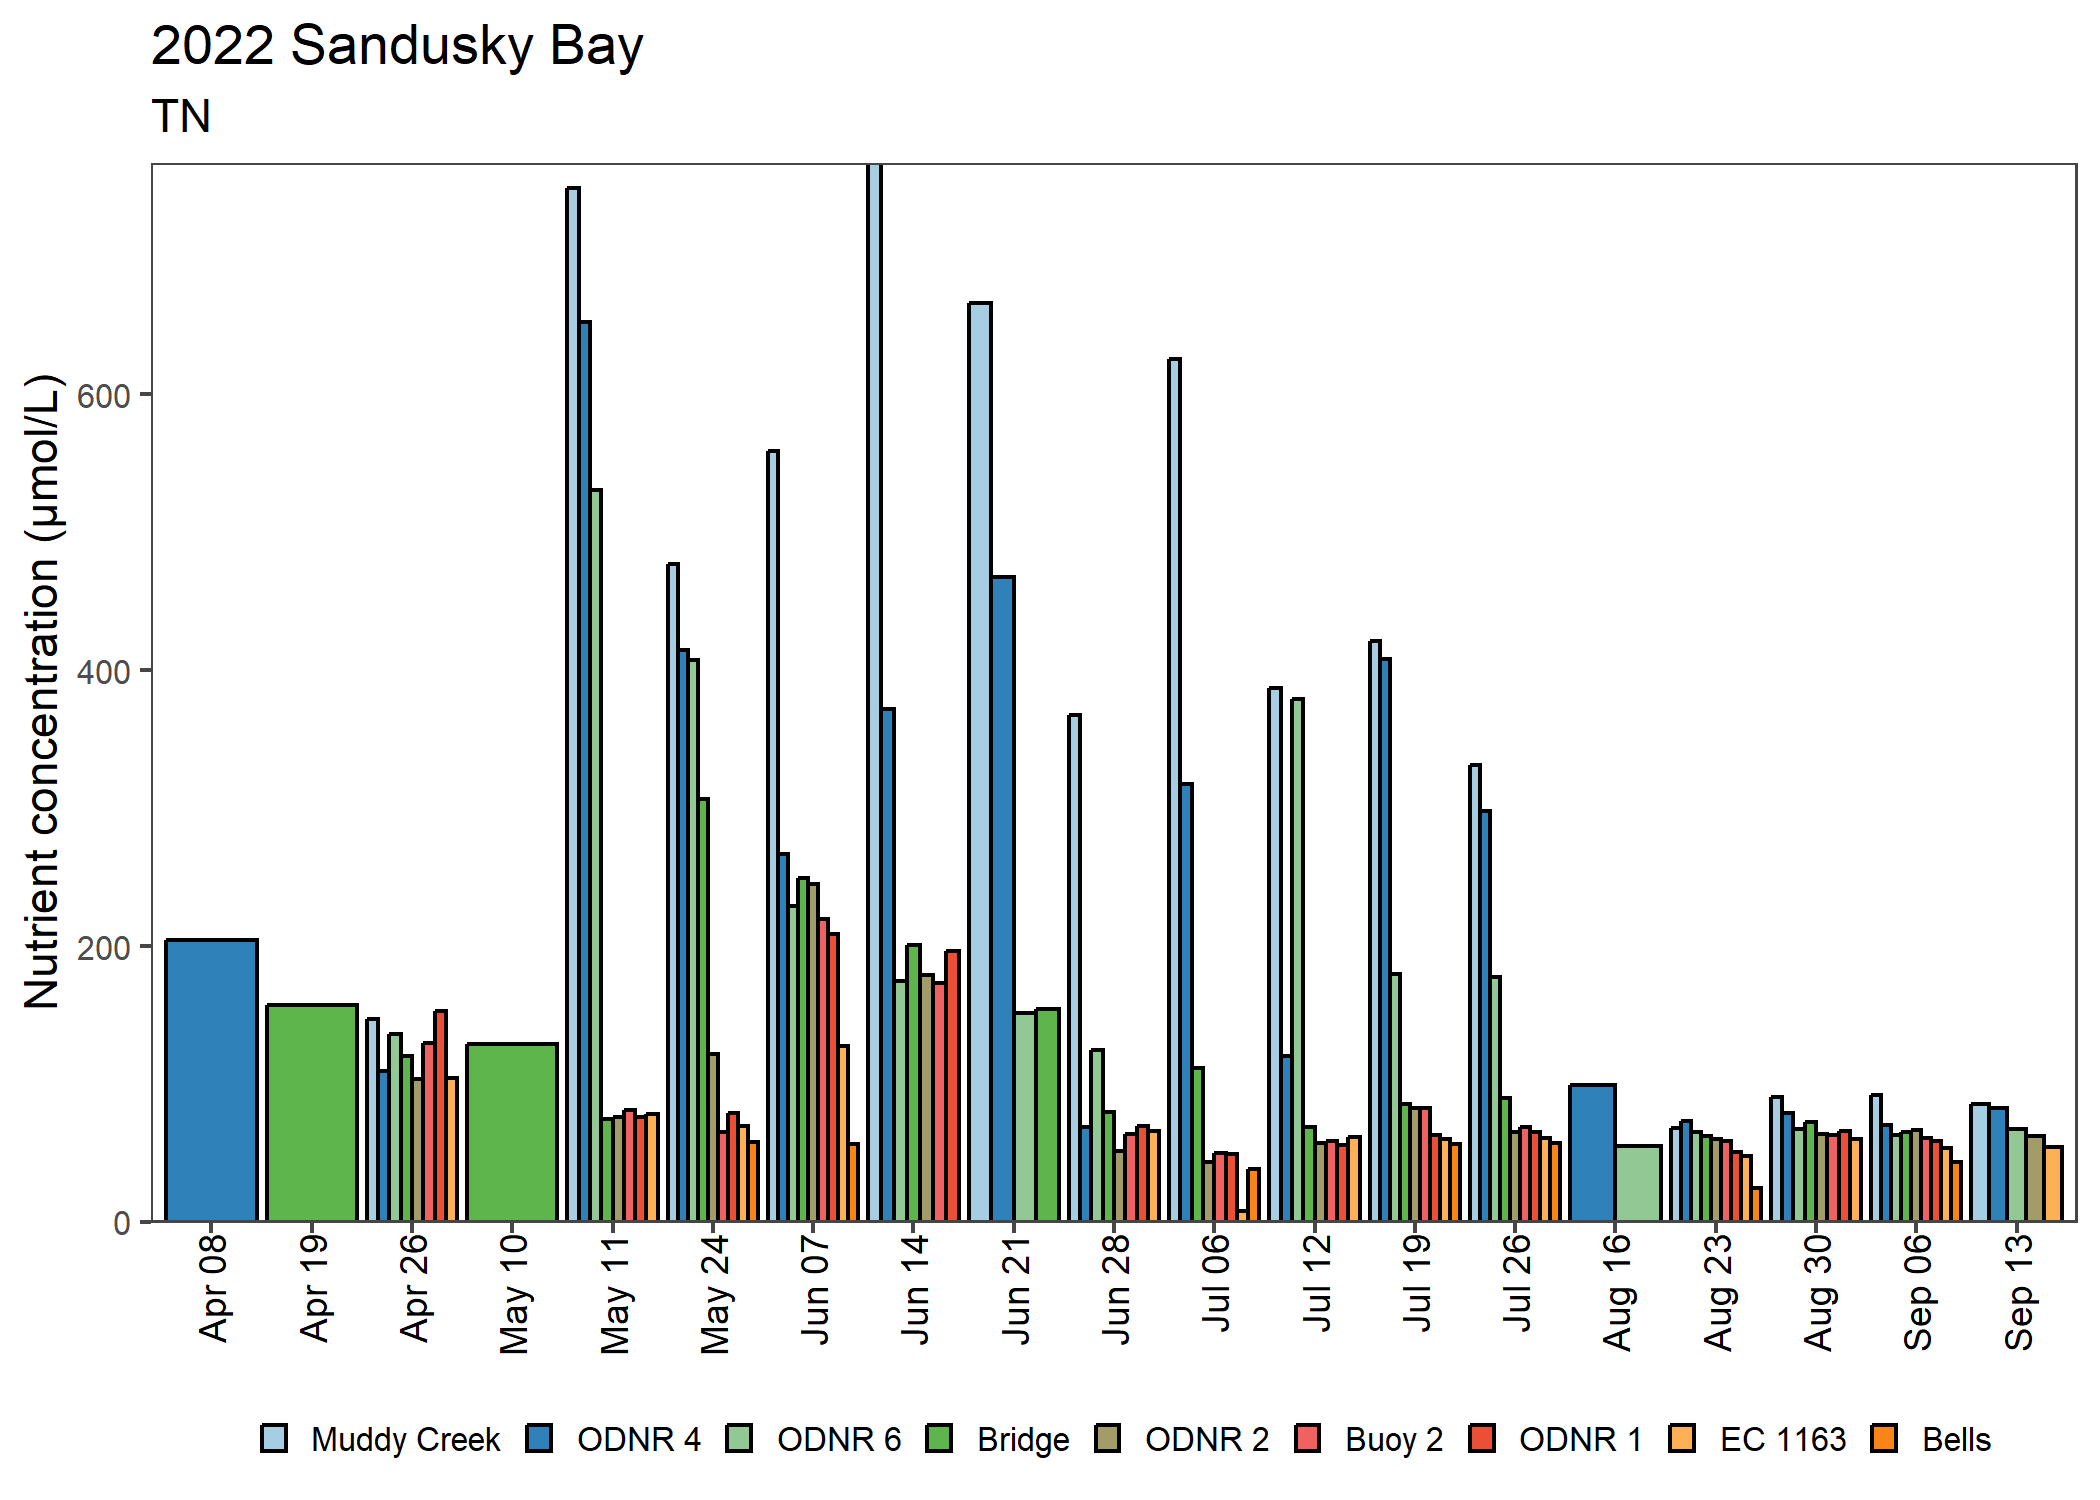 2022 Sandusky Bay
TN
Nutrient concentration (µmol/L)
600
400
200
0
Apr 08
Apr 19
Apr 26
May 10
May 11
May 24
Jun 07
Jun 14
Jun 21
Jun 28
Jul 06
Jul 12
Jul 19
Jul 26
Aug 16
Aug 23
Aug 30
Sep 06
Sep 13
Muddy Creek ODNR 4 ODNR 6 Bridge ODNR 2 Buoy 2 ODNR 1 EC 1163 Bells